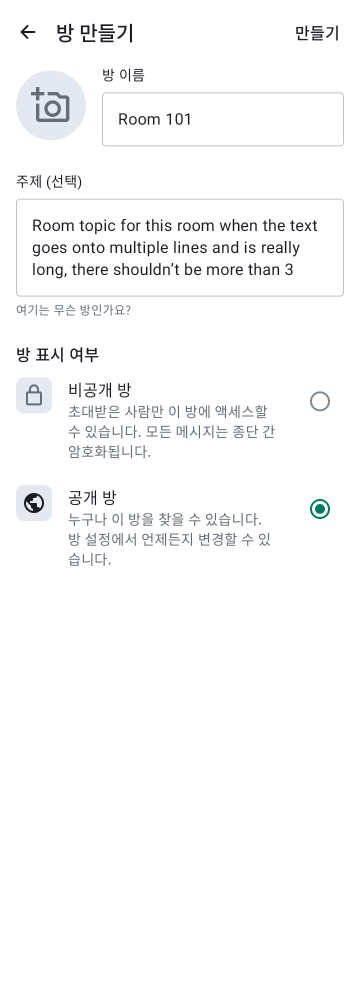 방 만들기
만들기
방 이름
Room 101
주제 (선택)
Room topic for this room when the text
goes onto multiple lines and is really
long, there shouldn’t be more than 3
여기는 무슨 방인가요?
방 표시 여부
비공개 방
초대받은 사람만 이 방에 액세스할
수 있습니다. 모든 메시지는 종단 간
암호화됩니다.
공개 방
누구나 이 방을 찾을 수 있습니다.
방 설정에서 언제든지 변경할 수 있
습니다.